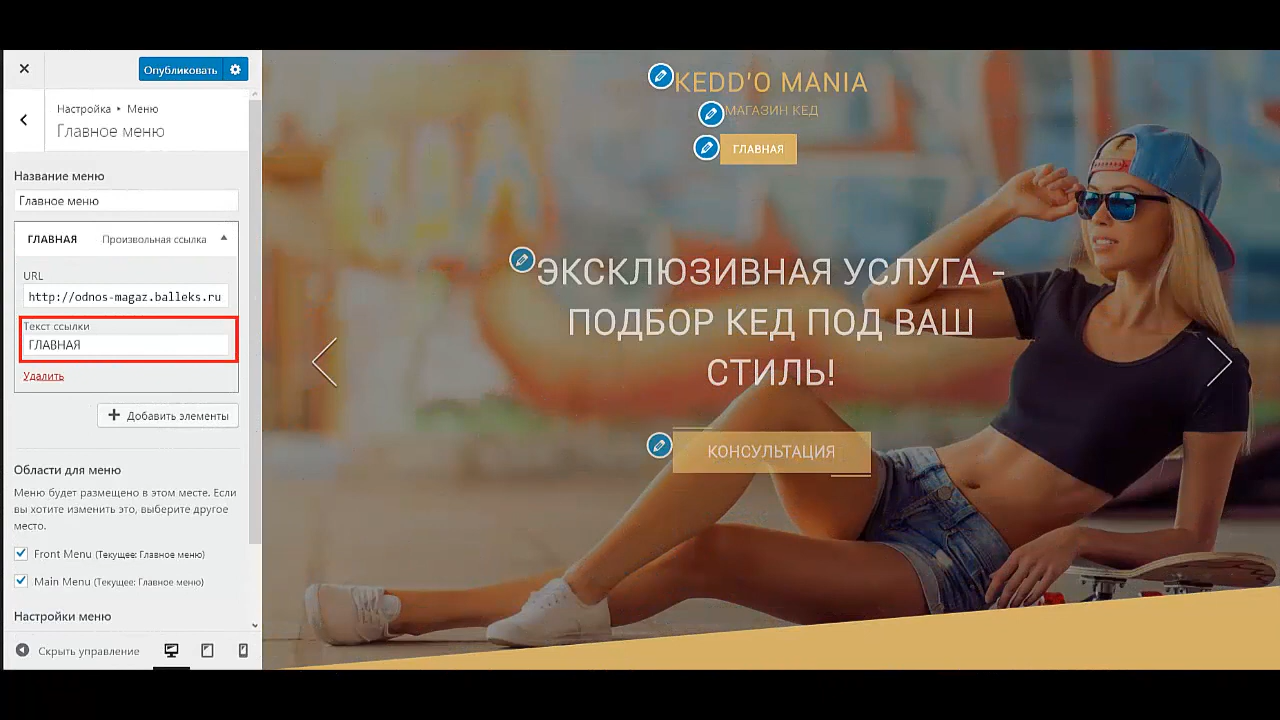 Опубликовать
Настройка ▸ Меню
Главное меню
Название меню
Главное меню
ГЛАВНАЯ Произвольная ссылка
URL
http://odnos-magaz.balleks.ru
Текст ссылки
ГЛАВНАЯ
Удалить
Добавить элементы
Области для меню
Меню будет размещено в этом месте. Если
вы хотите изменить это, выберите другое
место.
Front Menu (Текущее: Главное меню)
Main Menu (Текущее: Главное меню)
Настройки меню
Скрыть управление
KEDD'O MANIA
МАГАЗИН КЕД
ГЛАВНАЯ
ЭКСКЛЮЗИВНАЯ УСЛУГА -
ПОДБОР КЕД ПОД ВАШ
СТИЛЬ!
КОНСУЛЬТАЦИЯ